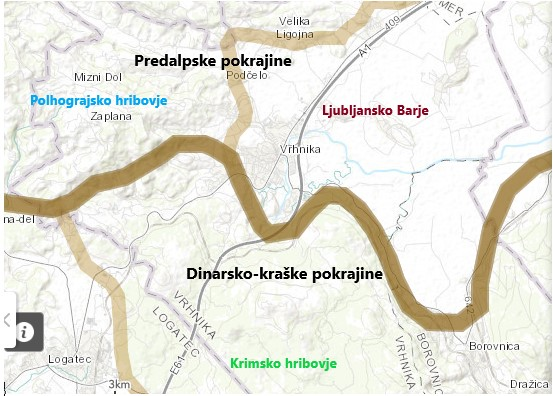 Velika
Ligojna
A-1
409
MER
Predalpske pokrajine
Podčelo
Mizni Dol
Polhograjsko hribovje
Zaplana
Ljubljansko Barje
Vrhnika
na-del
Dinarsko-kraške pokrajine
VRHNIKA
LOGATEC
642
BOROVNICA
VRHNIKA
Borovnica
Logatec
E61
Krimsko hribovje
3km
Dražica